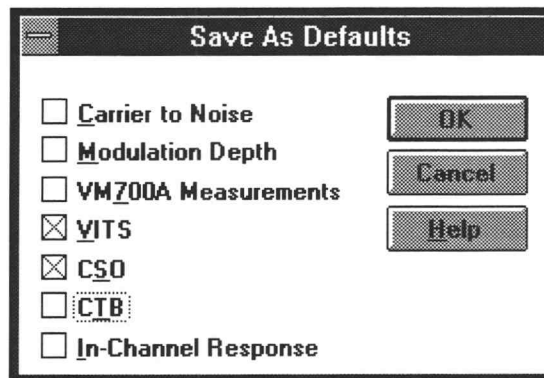 Save As Defaults
Carrier to Noise
Modulation Depth
VM700A Measurements
VITS
CSO
CTB
In-Channel Response
OK
Cancel
Help